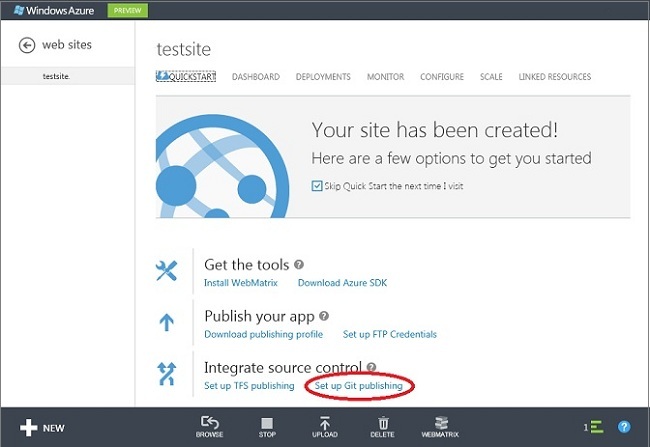 Windows Azure PREVIEW
web sites
testsite.
testsite
QUICKSTART DASHBOARD DEPLOYMENTS MONITOR CONFIGURE SCALE LINKED RESOURCES
Your site has been created!
Here are a few options to get you started
Skip Quick Start the next time I visit
Get the tools ?
Install WebMatrix Download Azure SDK
Publish your app ?
Download publishing profile Set up FTP Credentials
Integrate source control ?
Set up TFS publishing Set up Git publishing
NEW BROWSE STOP UPLOAD DELETE WEBMATRIX 1 ?